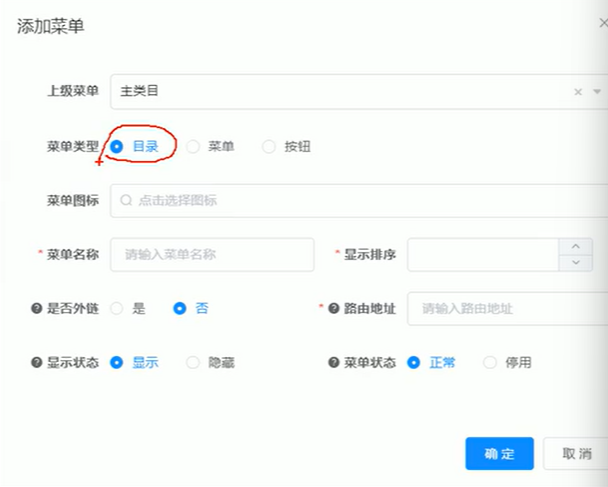 添加菜单
上级菜单 主类目
菜单类型 目录 菜单 按钮
菜单图标 点击选择图标
* 菜单名称 请输入菜单名称 * 显示排序
? 是否外链 是 否 * ? 路由地址 请输入路由地址
? 显示状态 显示 隐藏 ? 菜单状态 正常 停用
确定 取消